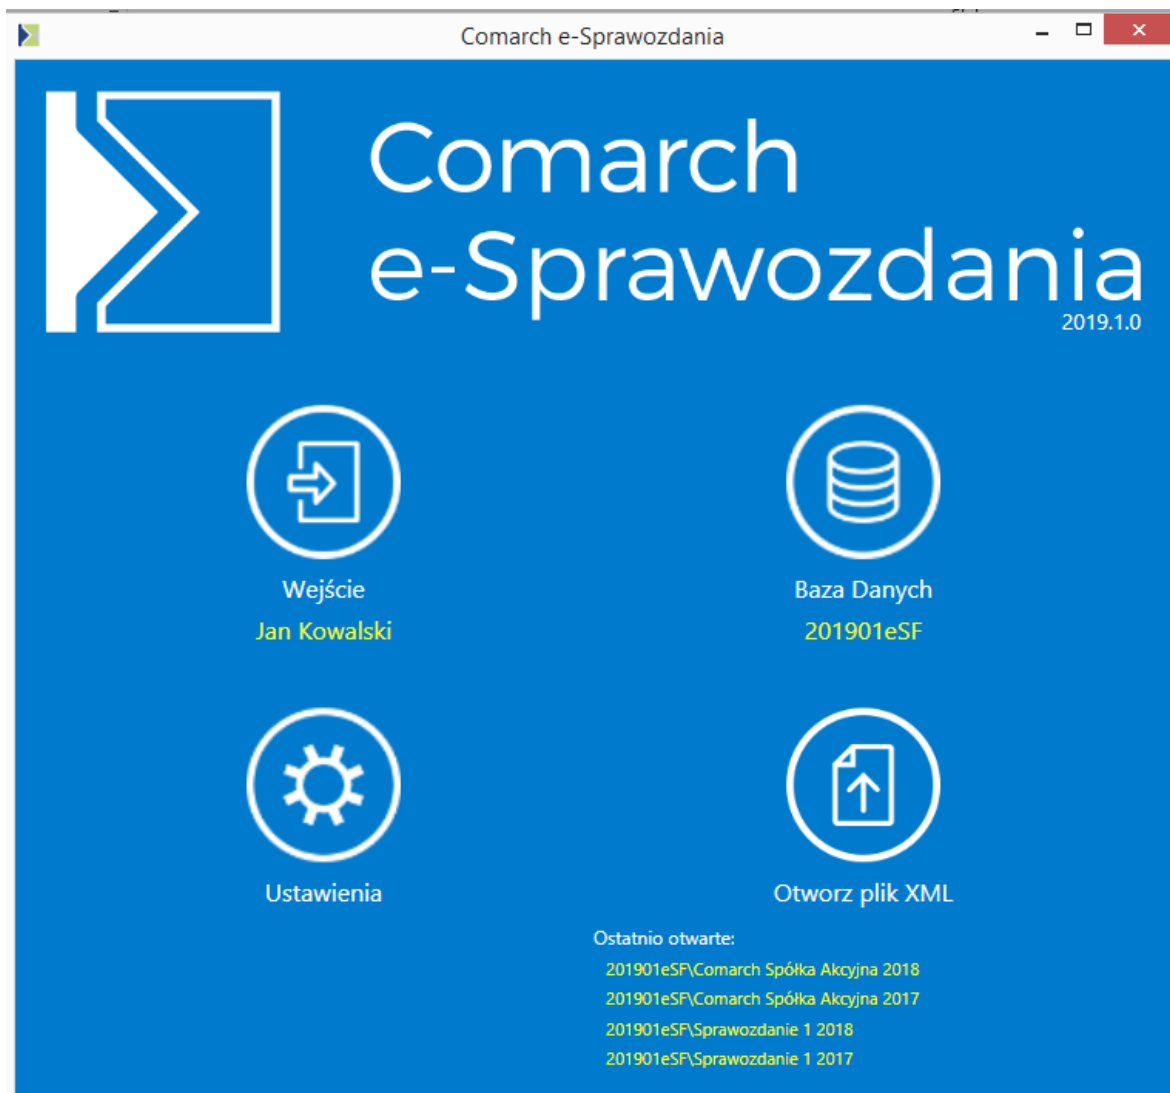 Comarch e-Sprawozdania
Comarch
e-Sprawozdania
2019.1.0
Wejście
Jan Kowalski
Baza Danych
201901eSF
Ustawienia
Otworz plik XML
Ostatnio otwarte:
201901eSF\Comarch Spółka Akcyjna 2018
201901eSF\Comarch Spółka Akcyjna 2017
201901eSF\Sprawozdanie 1 2018
201901eSF\Sprawozdanie 1 2017